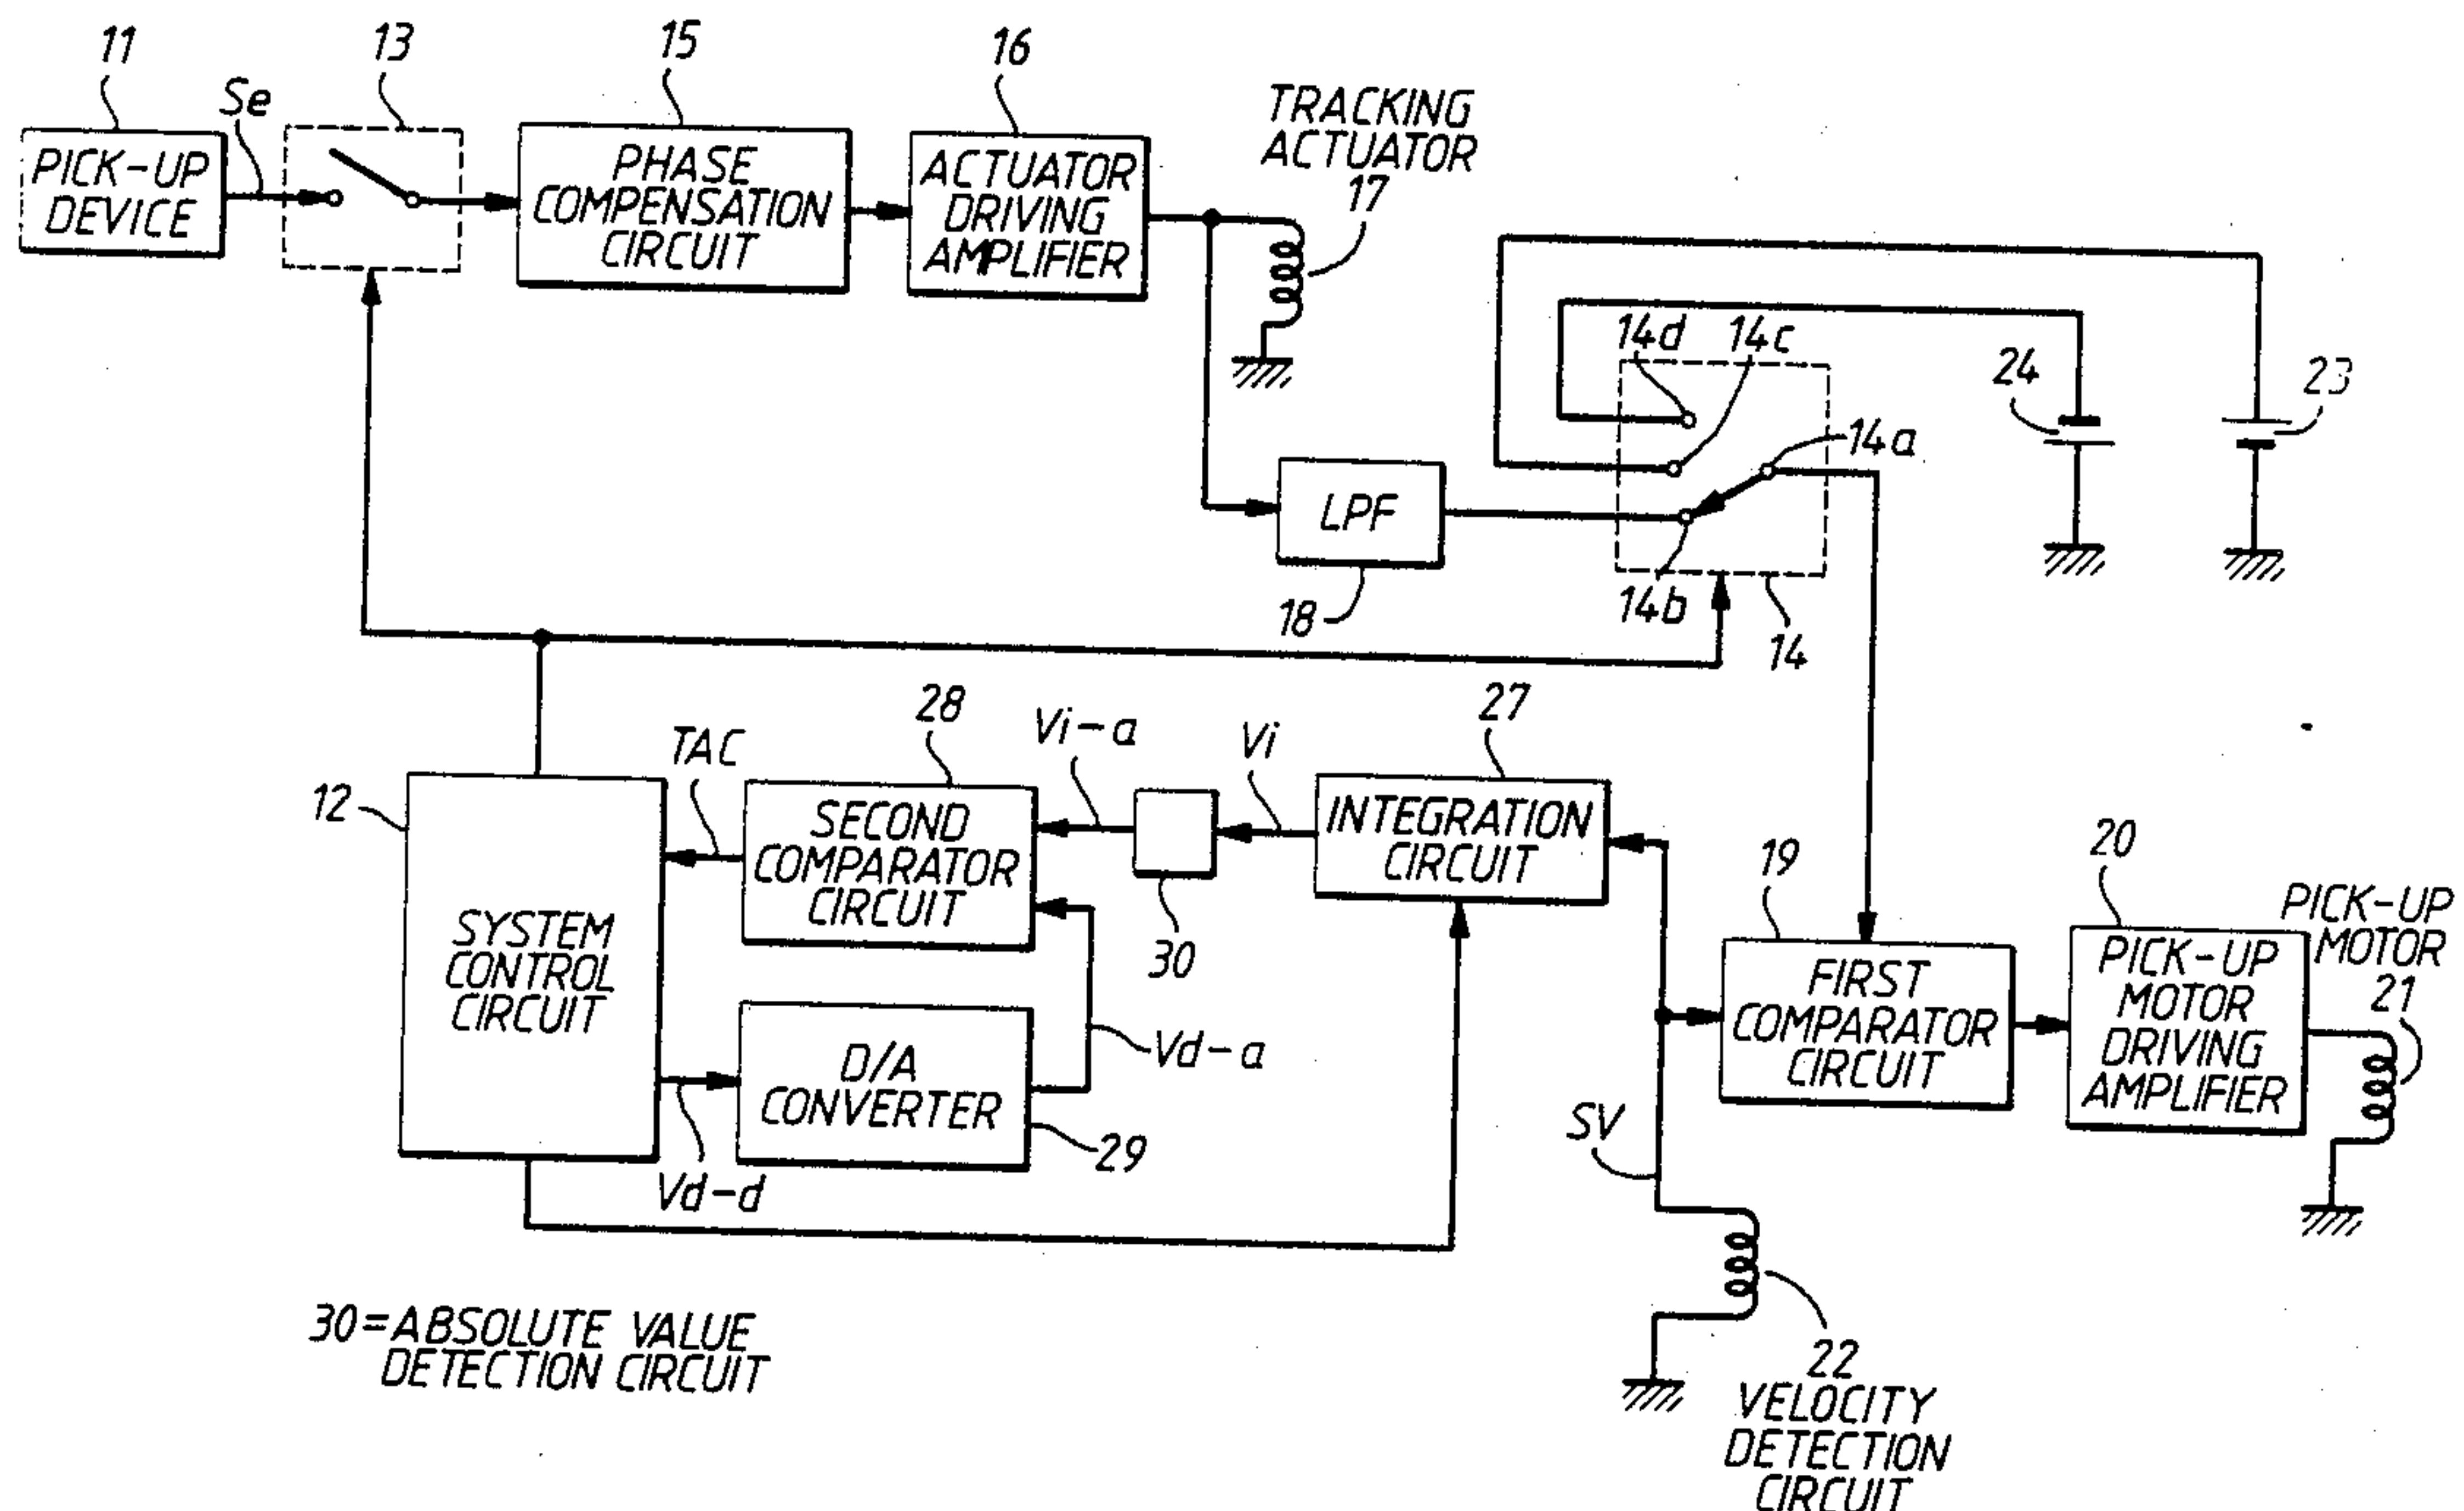 11
Se
13
15
16
PICK-UP
DEVICE
PHASE
COMPENSATION
CIRCUIT
ACTUATOR
DRIVING
AMPLIFIER
TRACKING
ACTUATOR
17
14d
14c
14a
24
23
LPF
18
14b
14
12
TAC
28
Vi-a
Vi
27
SYSTEM
CONTROL
CIRCUIT
SECOND
COMPARATOR
CIRCUIT
30
INTEGRATION
CIRCUIT
19
20
PICK-UP
MOTOR
21
FIRST
COMPARATOR
CIRCUIT
PICK-UP
MOTOR
DRIVING
AMPLIFIER
D/A
CONVERTER
Vd-a
29
Vd-d
SV
22
VELOCITY
DETECTION
CIRCUIT
30=ABSOLUTE VALUE
DETECTION CIRCUIT